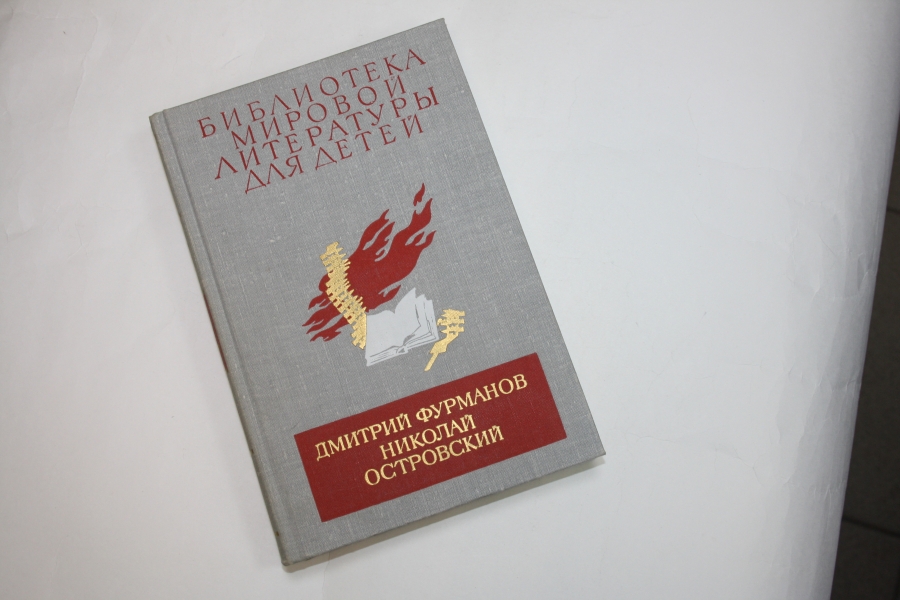 БИБЛИОТЕКА
МИРОВОЙ
ЛИТЕРАТУРЫ
ДЛЯ ДЕТЕЙ
ДМИТРИЙ ФУРМАНОВ
НИКОЛАЙ
ОСТРОВСКИЙ